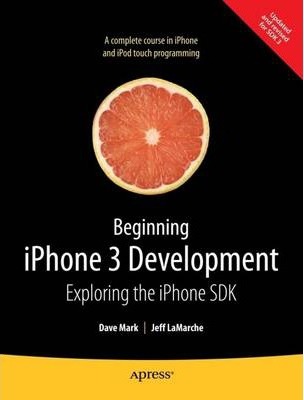 A complete course in iPhone
and iPod touch programming
Updated
and revised
for SDK 3
Beginning
iPhone 3 Development
Exploring the iPhone SDK
Dave Mark | Jeff LaMarche
Apress®